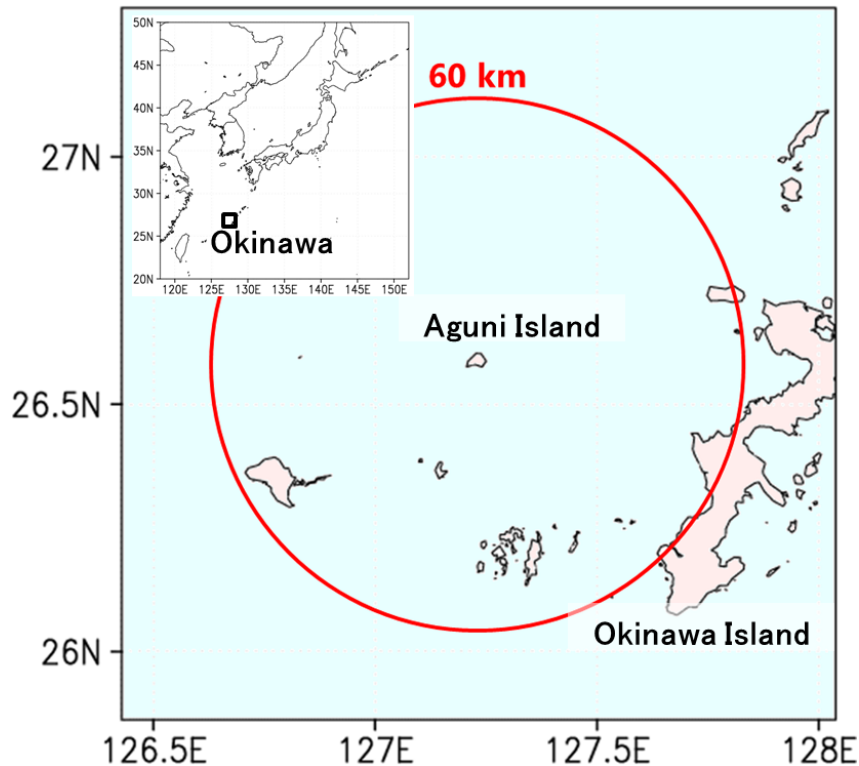 50N
45N
40N
35N
30N
25N
20N
120E 125E 130E 135E 140E 145E 150E
Okinawa
60 km
27N
26.5N
26N
Aguni Island
Okinawa Island
126.5E 127E 127.5E 128E